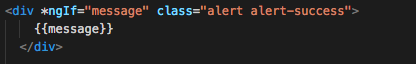 <div *ngIf="message" class="alert alert-success">
{{message}}
</div>